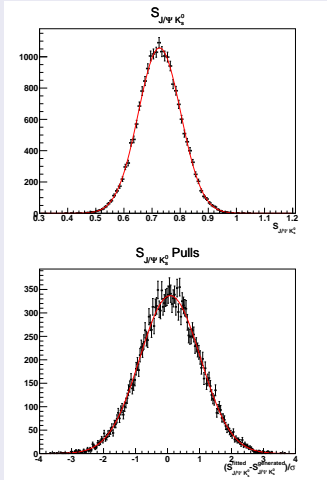 S_{J/Ψ K_s^0}
1000
800
600
400
200
0
0.3 0.4 0.5 0.6 0.7 0.8 0.9 1 1.1 1.2
S_{J/Ψ K_s^0}
S_{J/Ψ K_s^0} Pulls
350
300
250
200
150
100
50
0
-4 -3 -2 -1 0 1 2 3 4
(S^{fitted}_{J/Ψ K_s^0}-S^{generated}_{J/Ψ K_s^0})/σ